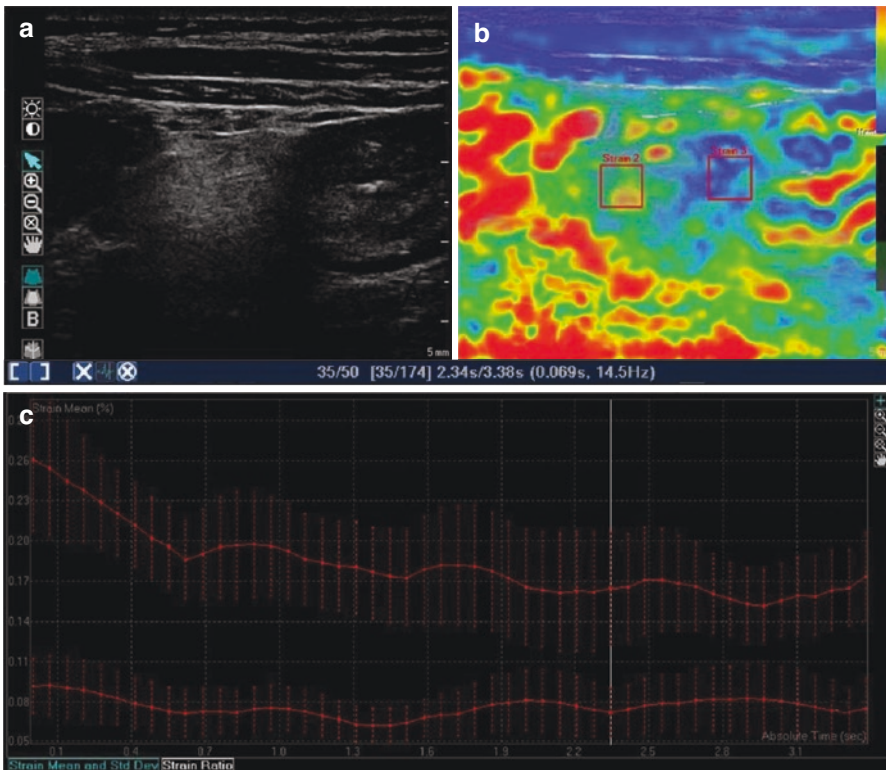 a
B
5 mm
b
Strain 2
35/50 [35/174] 2.34s/3.38s (0.069s, 14.5Hz)
c
Strain Mean (%)
0.26
0.23
0.20
0.17
0.14
0.11
0.08
0.05
Absolute Time (sec)
0.1 0.4 0.7 1.0 1.3 1.6 1.9 2.2 2.5 2.8 3.1
Strain Mean and Std Dev Strain Ratio